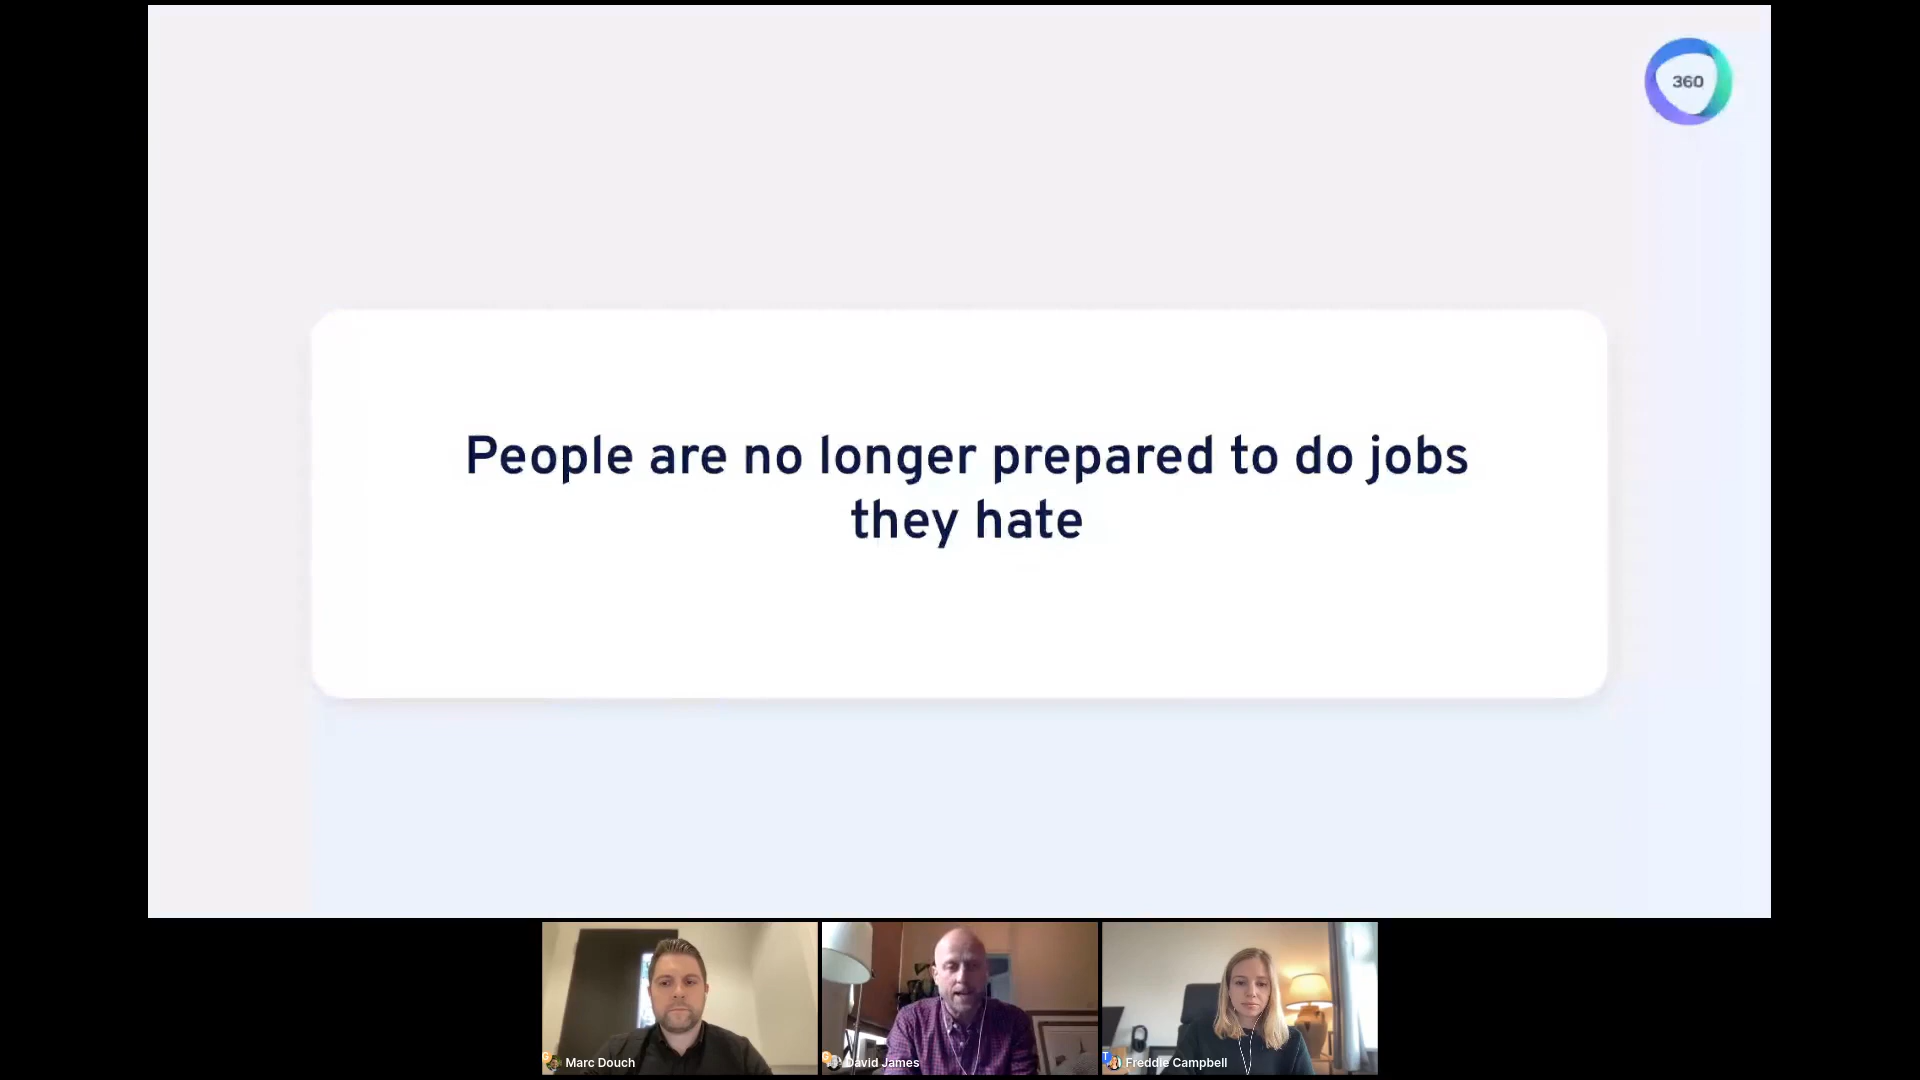 360
People are no longer prepared to do jobs
they hate
Marc Douch
David James
Freddie Campbell